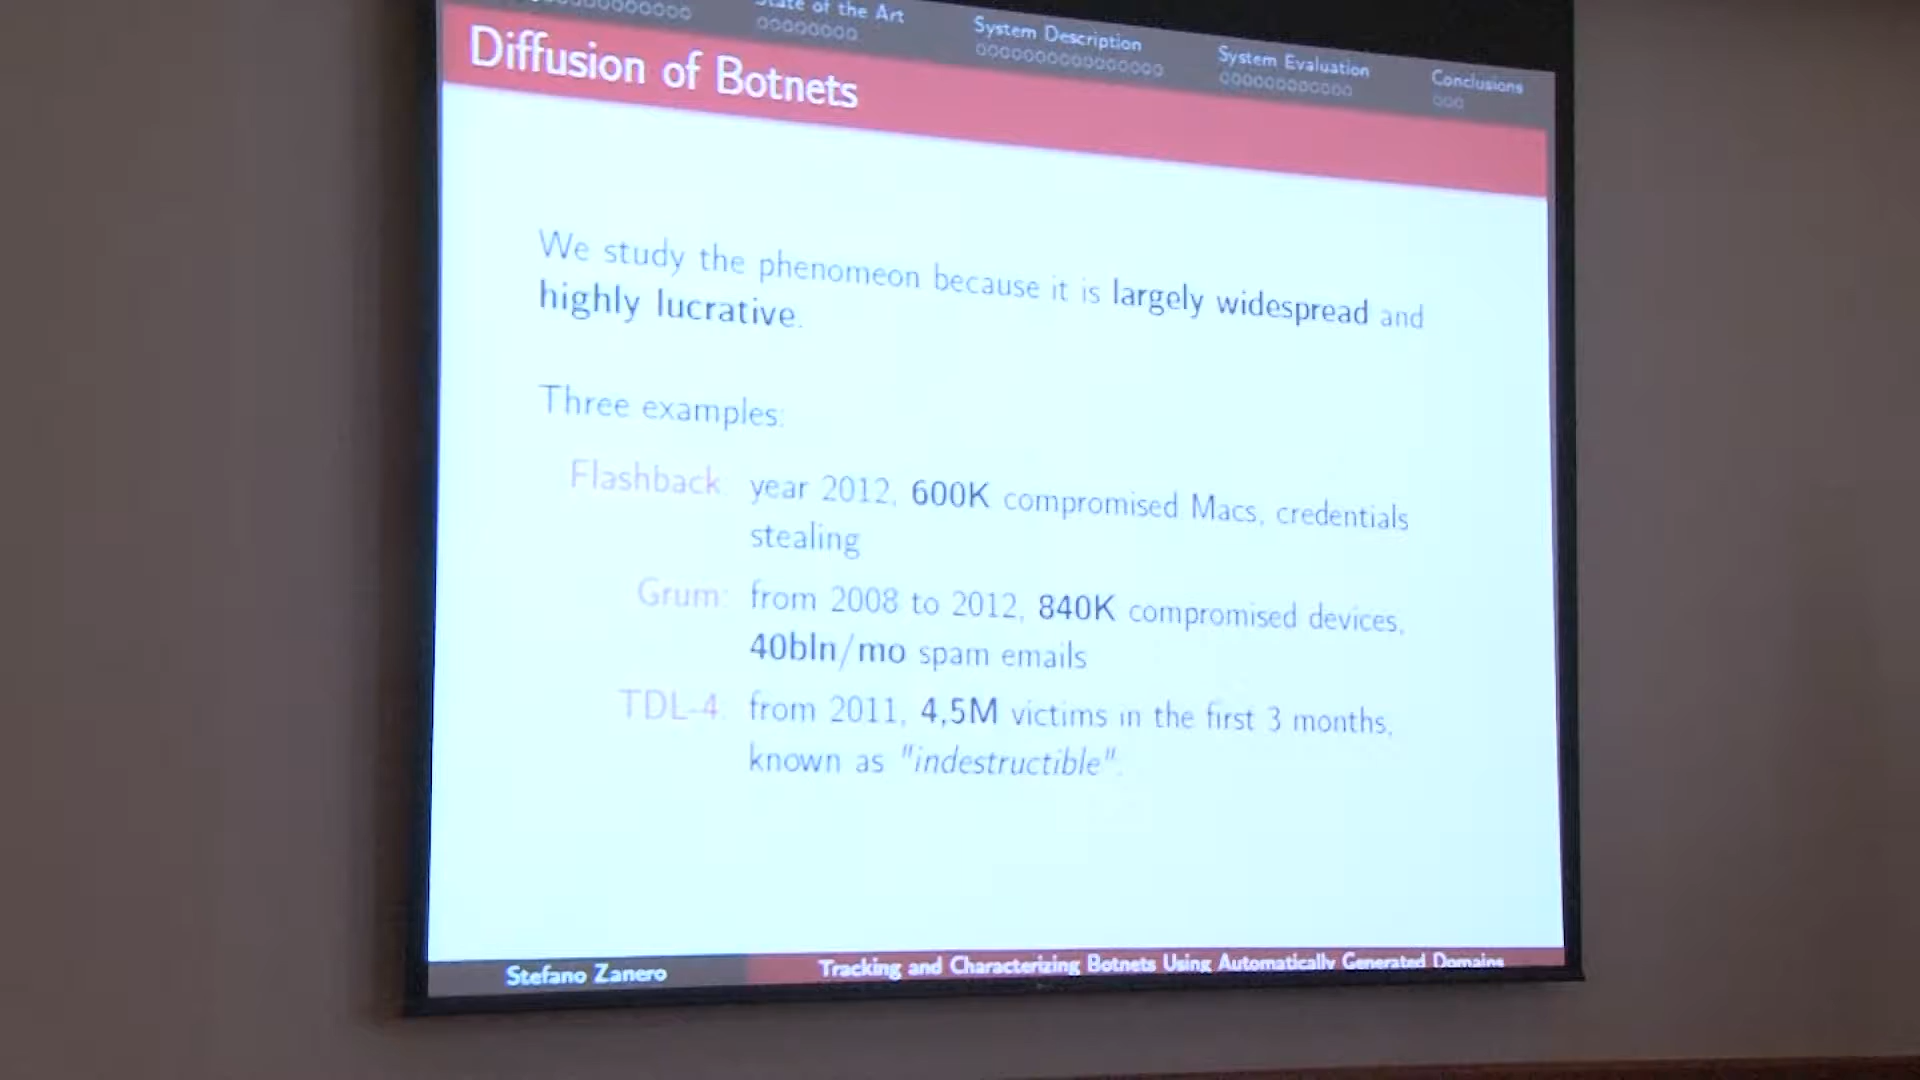 State of the Art
System Description
System Evaluation
Conclusions
Diffusion of Botnets
We study the phenomeon because it is largely widespread and
highly lucrative.
Three examples:
Flashback: year 2012, 600K compromised Macs, credentials
stealing
Grum: from 2008 to 2012, 840K compromised devices,
40bln/mo spam emails
TDL-4: from 2011, 4,5M victims in the first 3 months,
known as "indestructible".
Stefano Zanero
Tracking and Characterizing Botnets Using Automatically Generated Domains